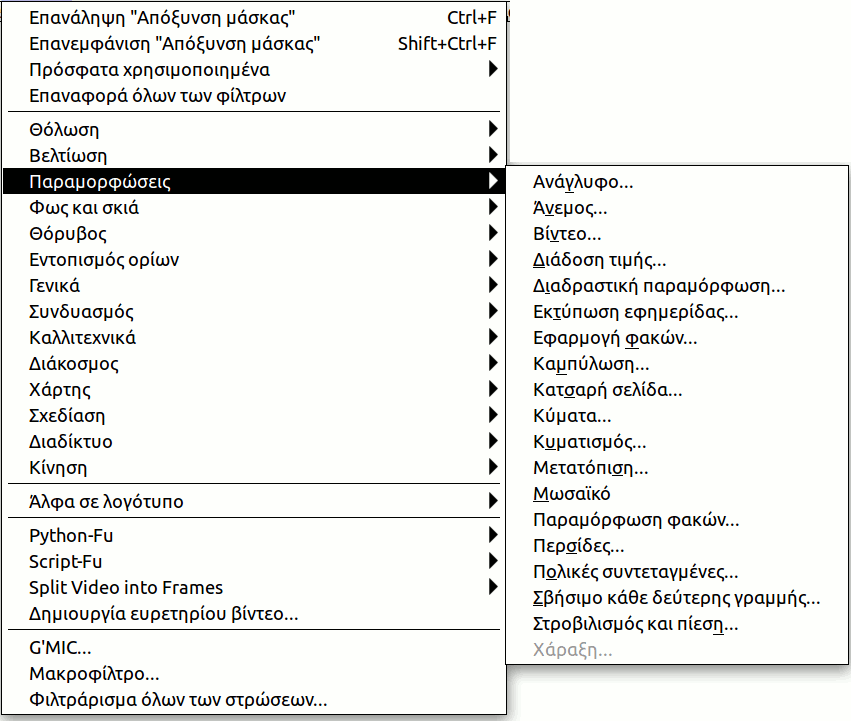 Επανάληψη "Απόξυνση μάσκας" Ctrl+F
Επανεμφάνιση "Απόξυνση μάσκας" Shift+Ctrl+F
Πρόσφατα χρησιμοποιημένα
Επαναφορά όλων των φίλτρων
Θόλωση
Βελτίωση
Παραμορφώσεις
Φως και σκιά
Θόρυβος
Εντοπισμός ορίων
Γενικά
Συνδυασμός
Καλλιτεχνικά
Διάκοσμος
Χάρτης
Σχεδίαση
Διαδίκτυο
Κίνηση
Άλφα σε λογότυπο
Python-Fu
Script-Fu
Split Video into Frames
Δημιουργία ευρετηρίου βίντεο...
G'MIC...
Μακροφίλτρο...
Φιλτράρισμα όλων των στρώσεων...
Ανάγλυφο...
Άνεμος...
Βίντεο...
Διάδοση τιμής...
Διαδραστική παραμόρφωση...
Εκτύπωση εφημερίδας...
Εφαρμογή φακών...
Καμπύλωση...
Κατσαρή σελίδα...
Κύματα...
Κυματισμός...
Μετατόπιση...
Μωσαϊκό
Παραμόρφωση φακών...
Περσίδες...
Πολικές συντεταγμένες...
Σβήσιμο κάθε δεύτερης γραμμής...
Στροβιλισμός και πίεση...
Χάραξη...